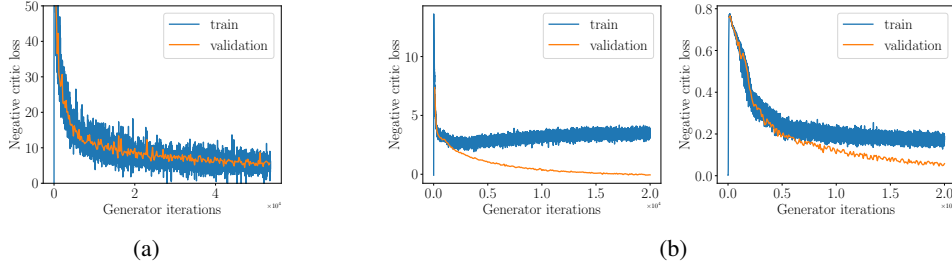 50
40
30
20
10
0
Negative critic loss
train
validation
0
2
4
×10⁴
Generator iterations
(a)
10
5
0
Negative critic loss
train
validation
0.0
0.5
1.0
1.5
2.0
×10⁴
Generator iterations
0.8
0.6
0.4
0.2
0.0
Negative critic loss
train
validation
0.0
0.5
1.0
1.5
2.0
×10⁴
Generator iterations
(b)